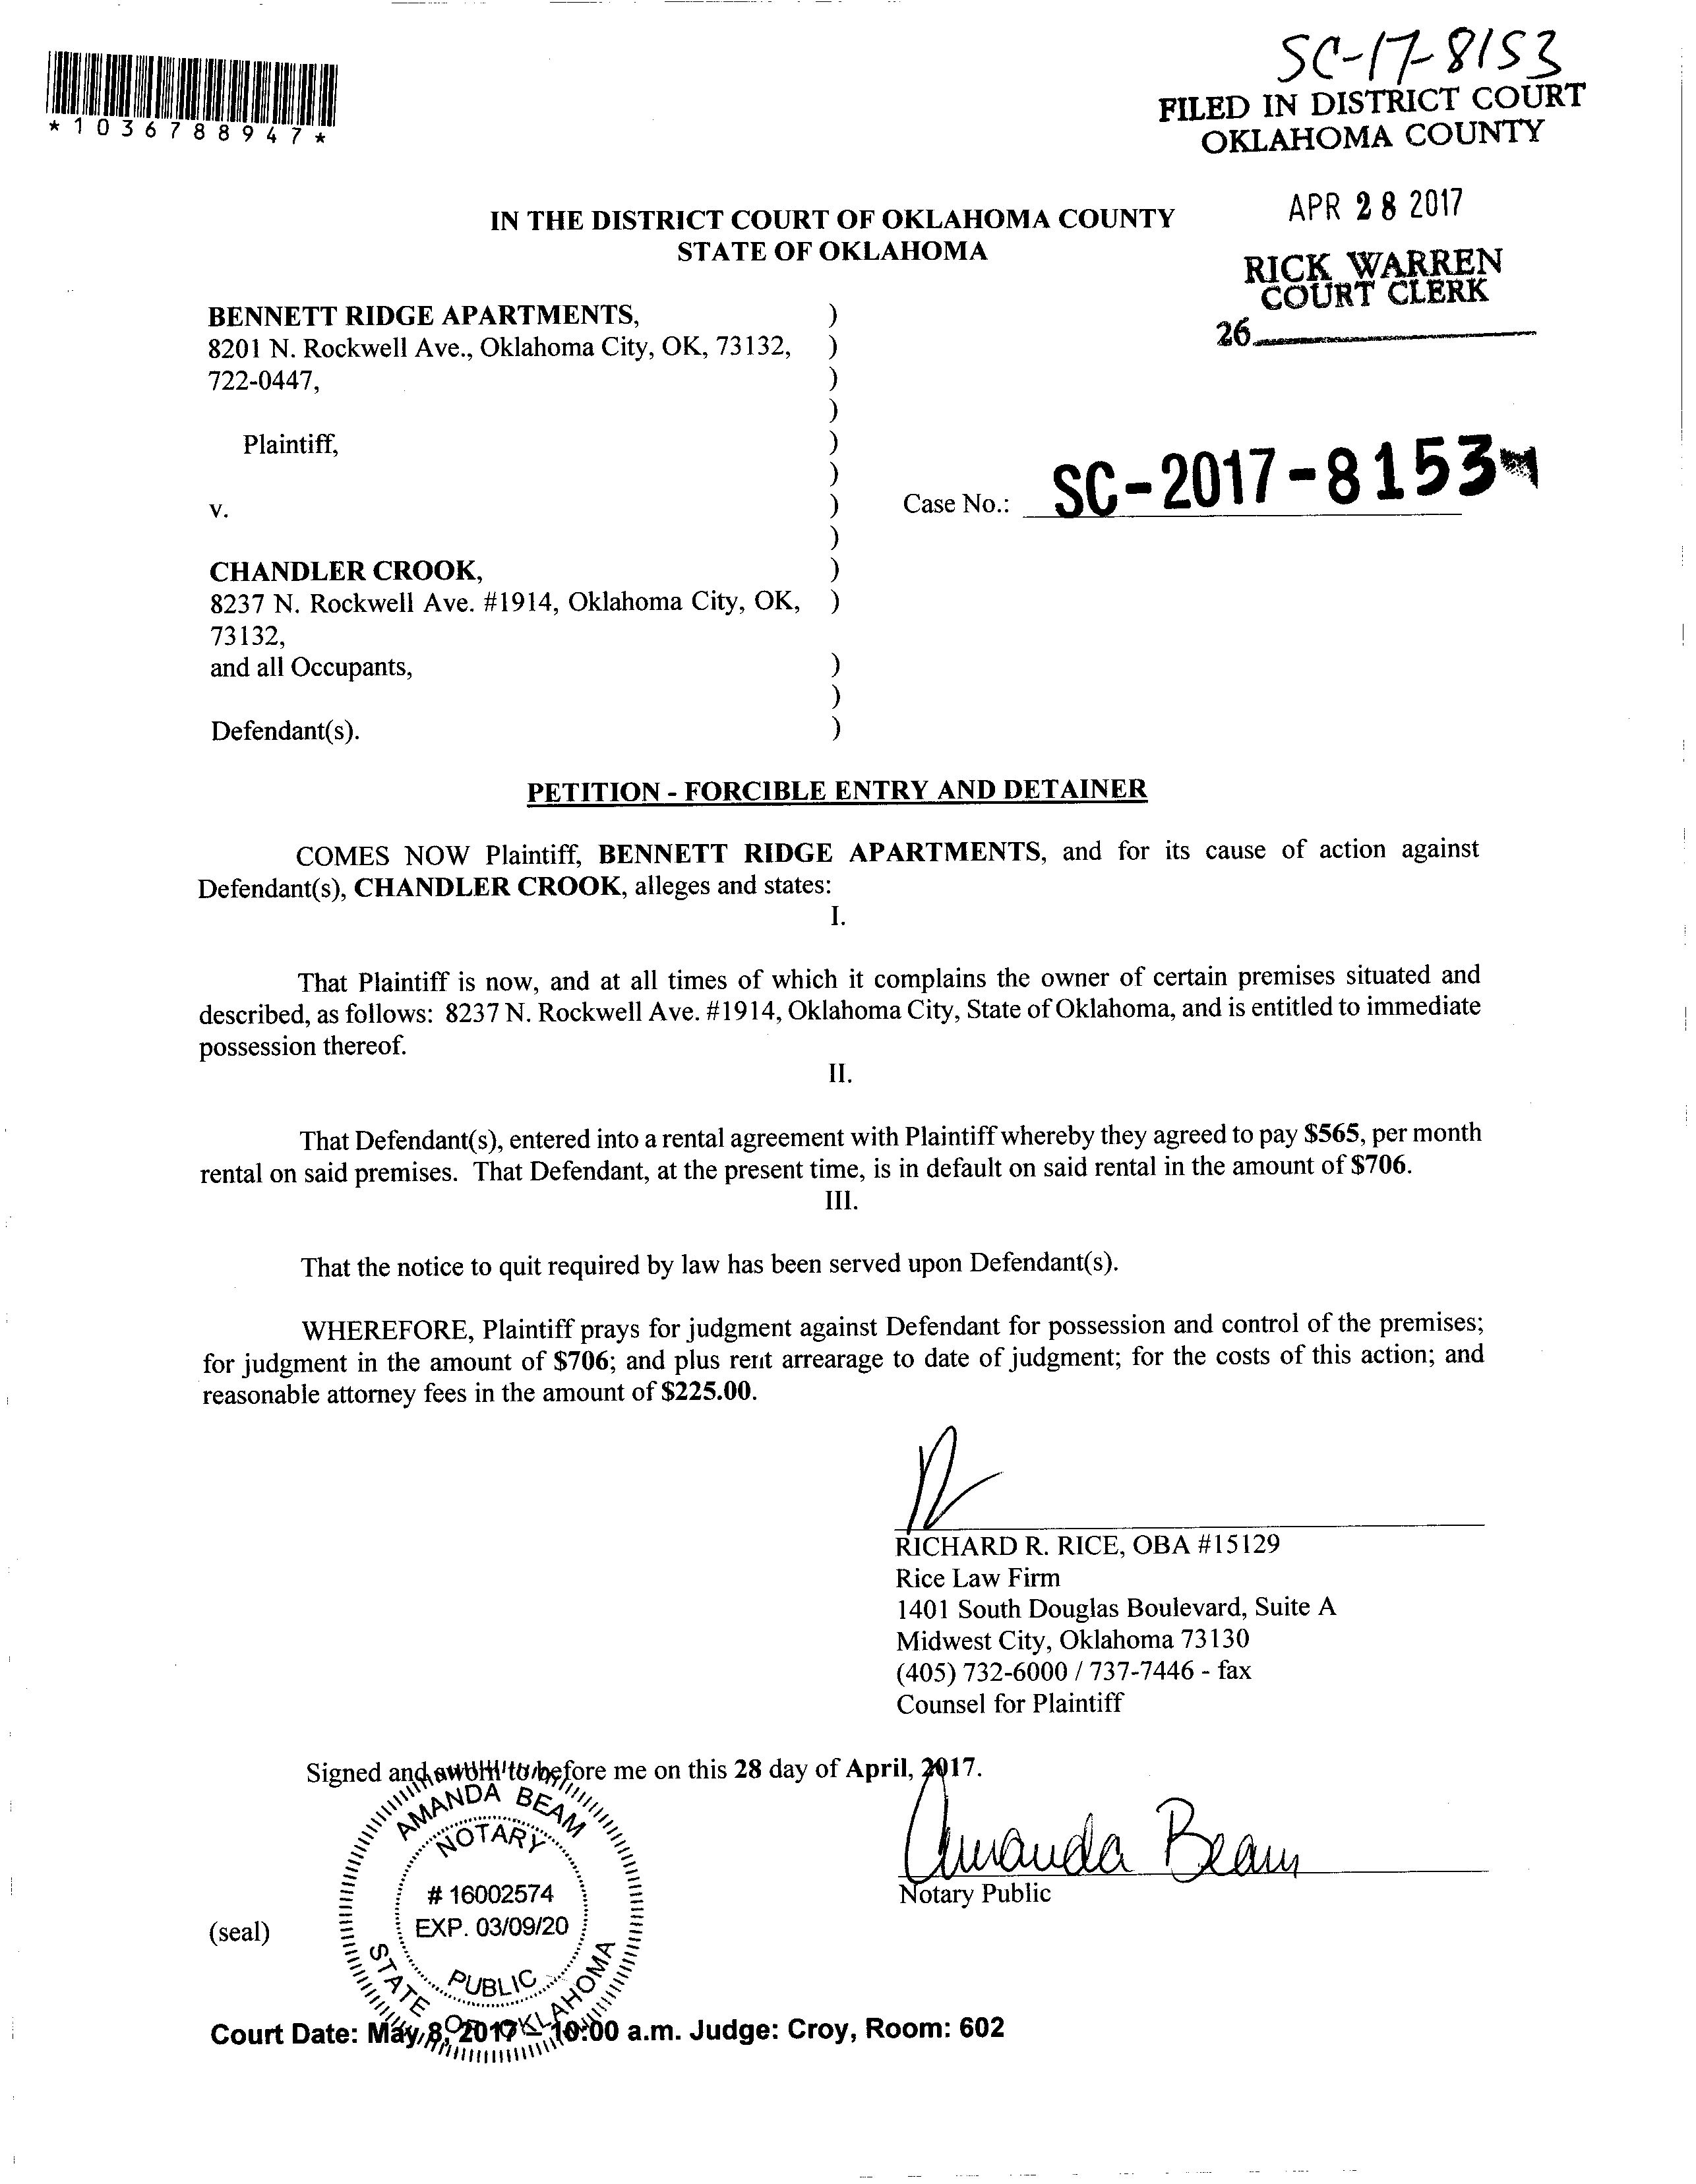 SC-17-8153
*1036788947*
FILED IN DISTRICT COURT
OKLAHOMA COUNTY
APR 28 2017
RICK WARREN
COURT CLERK
26
IN THE DISTRICT COURT OF OKLAHOMA COUNTY
STATE OF OKLAHOMA
BENNETT RIDGE APARTMENTS, )
8201 N. Rockwell Ave., Oklahoma City, OK, 73132, )
722-0447, )
)
Plaintiff, )
)
v. ) Case No.: SC-2017-8153
)
CHANDLER CROOK, )
8237 N. Rockwell Ave. #1914, Oklahoma City, OK, )
73132,
and all Occupants, )
)
Defendant(s). )
PETITION - FORCIBLE ENTRY AND DETAINER
COMES NOW Plaintiff, BENNETT RIDGE APARTMENTS, and for its cause of action against
Defendant(s), CHANDLER CROOK, alleges and states:
I.
That Plaintiff is now, and at all times of which it complains the owner of certain premises situated and
described, as follows: 8237 N. Rockwell Ave. #1914, Oklahoma City, State of Oklahoma, and is entitled to immediate
possession thereof.
II.
That Defendant(s), entered into a rental agreement with Plaintiff whereby they agreed to pay $565, per month
rental on said premises. That Defendant, at the present time, is in default on said rental in the amount of $706.
III.
That the notice to quit required by law has been served upon Defendant(s).
WHEREFORE, Plaintiff prays for judgment against Defendant for possession and control of the premises;
for judgment in the amount of $706; and plus rent arrearage to date of judgment; for the costs of this action; and
reasonable attorney fees in the amount of $225.00.
RICHARD R. RICE, OBA #15129
Rice Law Firm
1401 South Douglas Boulevard, Suite A
Midwest City, Oklahoma 73130
(405) 732-6000 / 737-7446 - fax
Counsel for Plaintiff
Signed and sworn to before me on this 28 day of April, 2017.
Amanda Beam
Notary Public
AMANDA BEAM
NOTARY
# 16002574
EXP. 03/09/20
PUBLIC
STATE OF OKLAHOMA
(seal)
Court Date: May 8, 2017 – 10:00 a.m. Judge: Croy, Room: 602